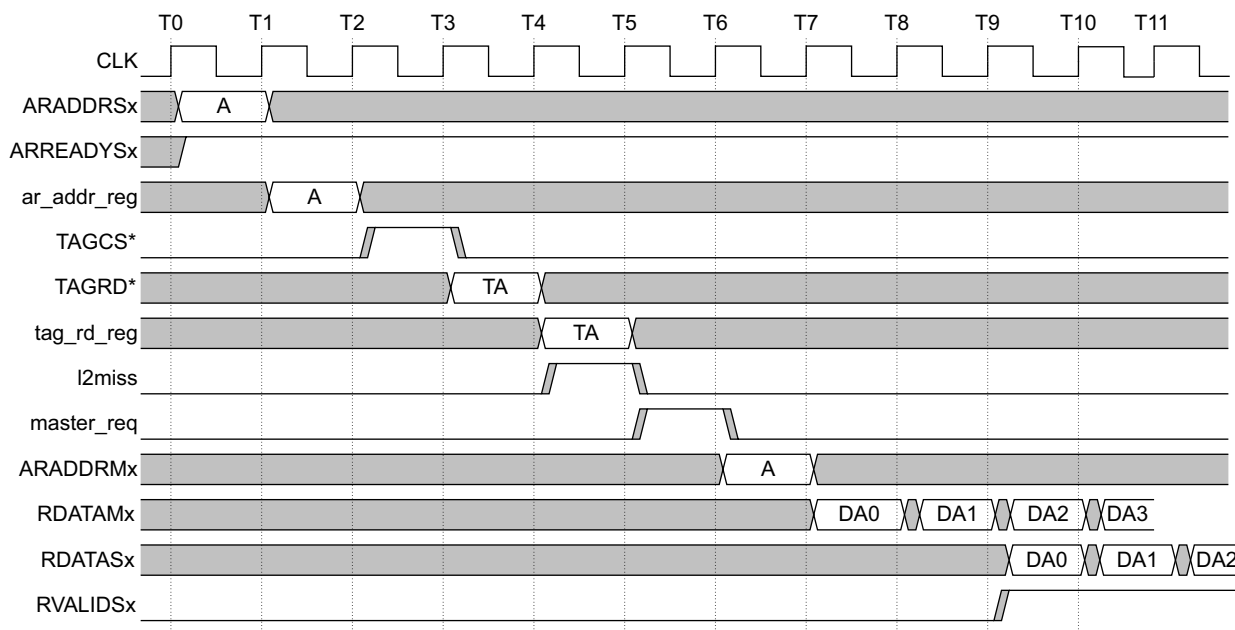 T0 T1 T2 T3 T4 T5 T6 T7 T8 T9 T10 T11
CLK
ARADDRSx A
ARREADYSx
ar_addr_reg A
TAGCS*
TAGRD* TA
tag_rd_reg TA
l2miss
master_req
ARADDRMx A
RDATAMx DA0 DA1 DA2 DA3
RDATASx DA0 DA1 DA2
RVALIDSx